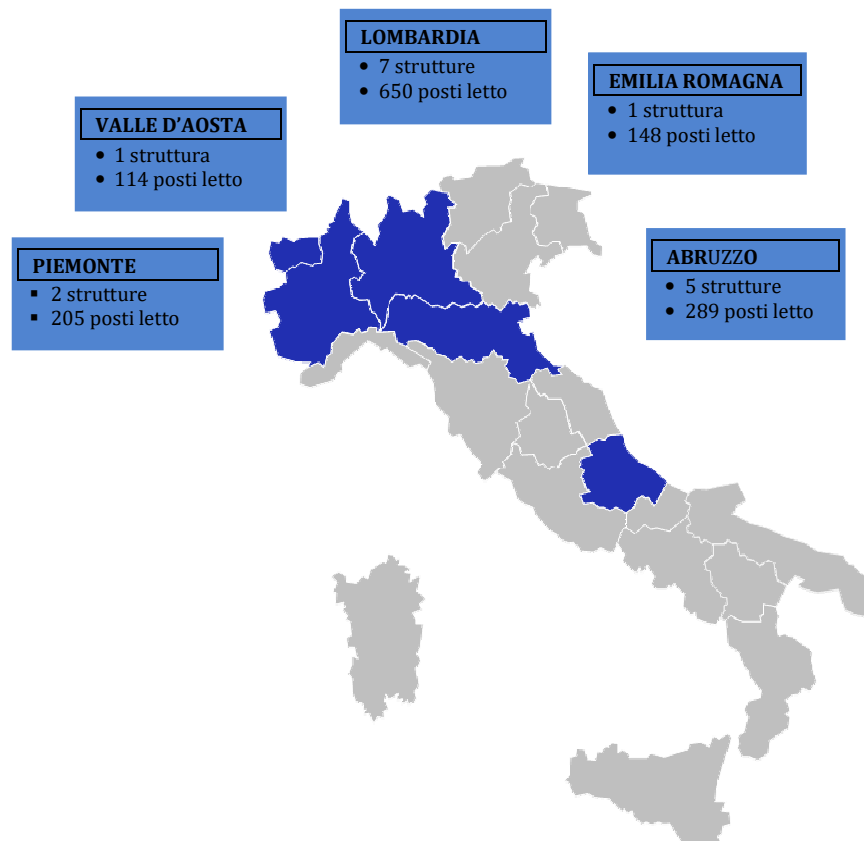 LOMBARDIA
• 7 strutture
• 650 posti letto
EMILIA ROMAGNA
• 1 struttura
• 148 posti letto
VALLE D'AOSTA
• 1 struttura
• 114 posti letto
PIEMONTE
▪ 2 strutture
▪ 205 posti letto
ABRUZZO
• 5 strutture
• 289 posti letto